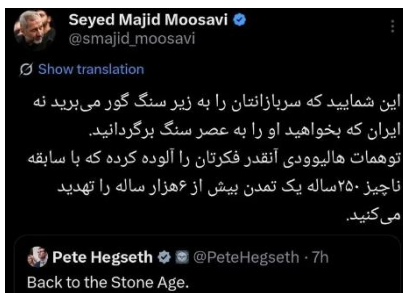 Seyed Majid Moosavi
@smajid_moosavi
Show translation
این شمایید که سربازانتان را به زیر سنگ گور می‌برید نه
ایران که بخواهید او را به عصر سنگ برگردانید.
توهمات هالیوودی آنقدر فکرتان را آلوده کرده که با سابقه
ناچیز ۲۵۰ساله یک تمدن بیش از ۶هزار ساله را تهدید
می‌کنید.
Pete Hegseth @PeteHegseth · 7h
Back to the Stone Age.